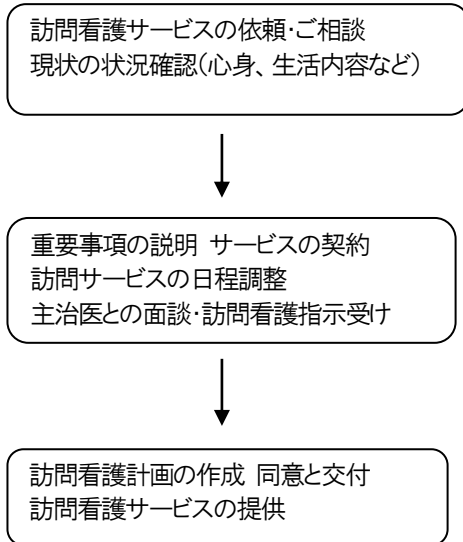 訪問看護サービスの依頼・ご相談
現状の状況確認(心身、生活内容など)
重要事項の説明 サービスの契約
訪問サービスの日程調整
主治医との面談・訪問看護指示受け
訪問看護計画の作成 同意と交付
訪問看護サービスの提供